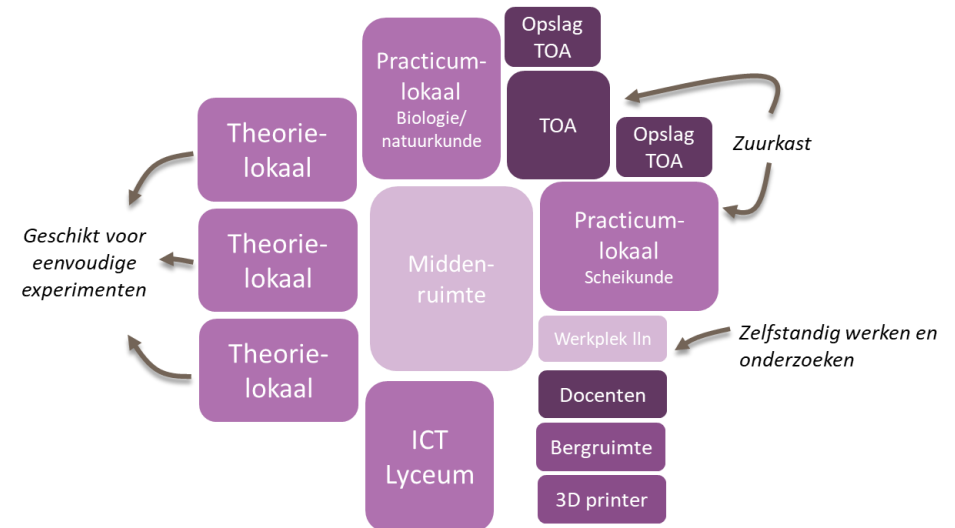 Opslag
TOA
Practicum-
lokaal
Biologie/
natuurkunde
TOA
Opslag
TOA
Zuurkast
Theorie-
lokaal
Theorie-
lokaal
Theorie-
lokaal
Geschikt voor
eenvoudige
experimenten
Midden-
ruimte
Practicum-
lokaal
Scheikunde
Werkplek lln
Zelfstandig werken en
onderzoeken
Docenten
Bergruimte
3D printer
ICT
Lyceum